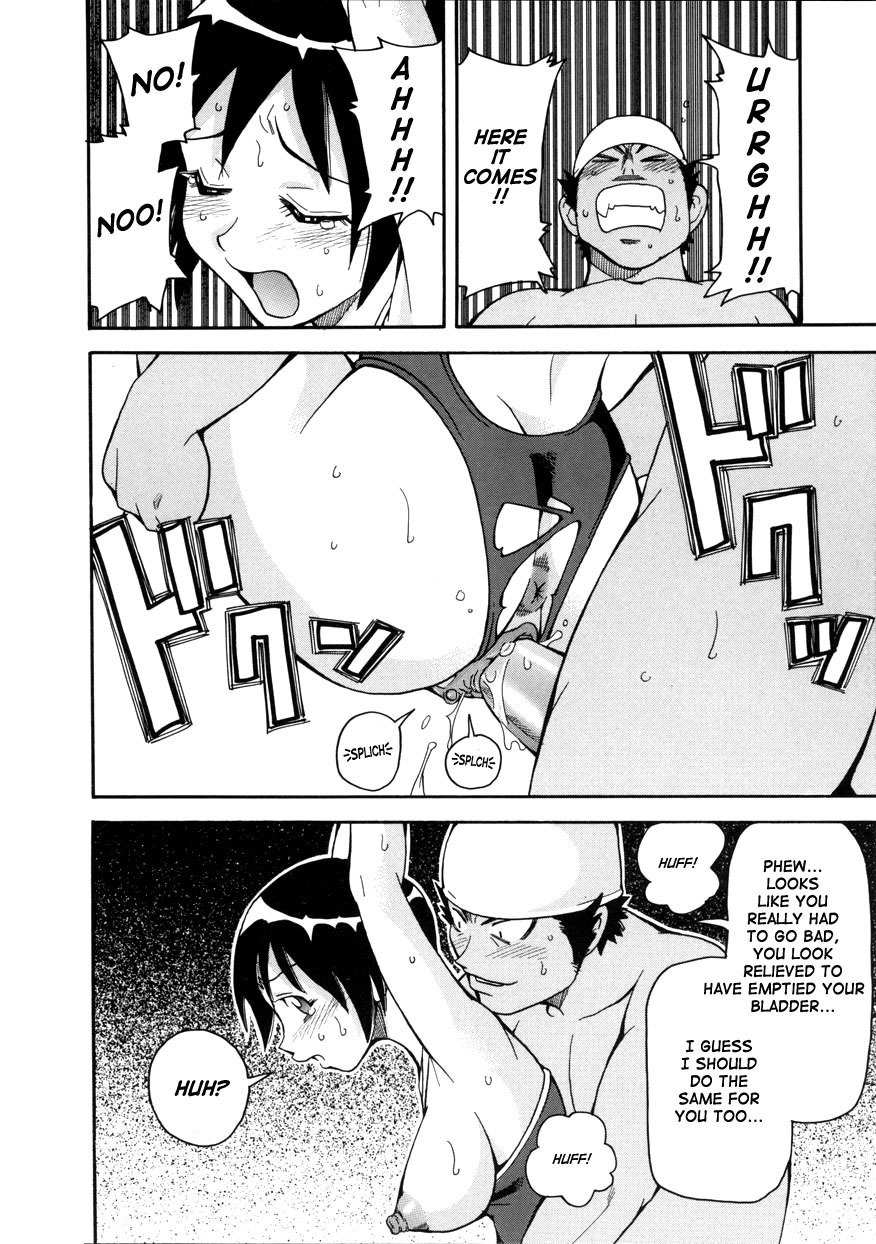 URRGHH!!
HERE
IT
COMES
!!
AHHH!!
NO!
NOO!
ドクンッ
ドクン
SPLICH
SPLCH
HUFF!
PHEW...
LOOKS
LIKE YOU
REALLY HAD
TO GO BAD,
YOU LOOK
RELIEVED TO
HAVE EMPTIED YOUR
BLADDER...
I GUESS
I SHOULD
DO THE
SAME FOR
YOU TOO...
HUH?
HUFF!